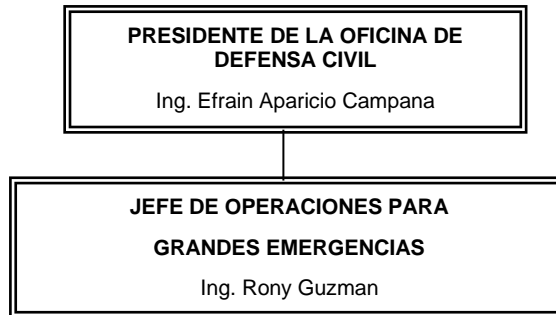 PRESIDENTE DE LA OFICINA DE
DEFENSA CIVIL
Ing. Efrain Aparicio Campana
JEFE DE OPERACIONES PARA
GRANDES EMERGENCIAS
Ing. Rony Guzman